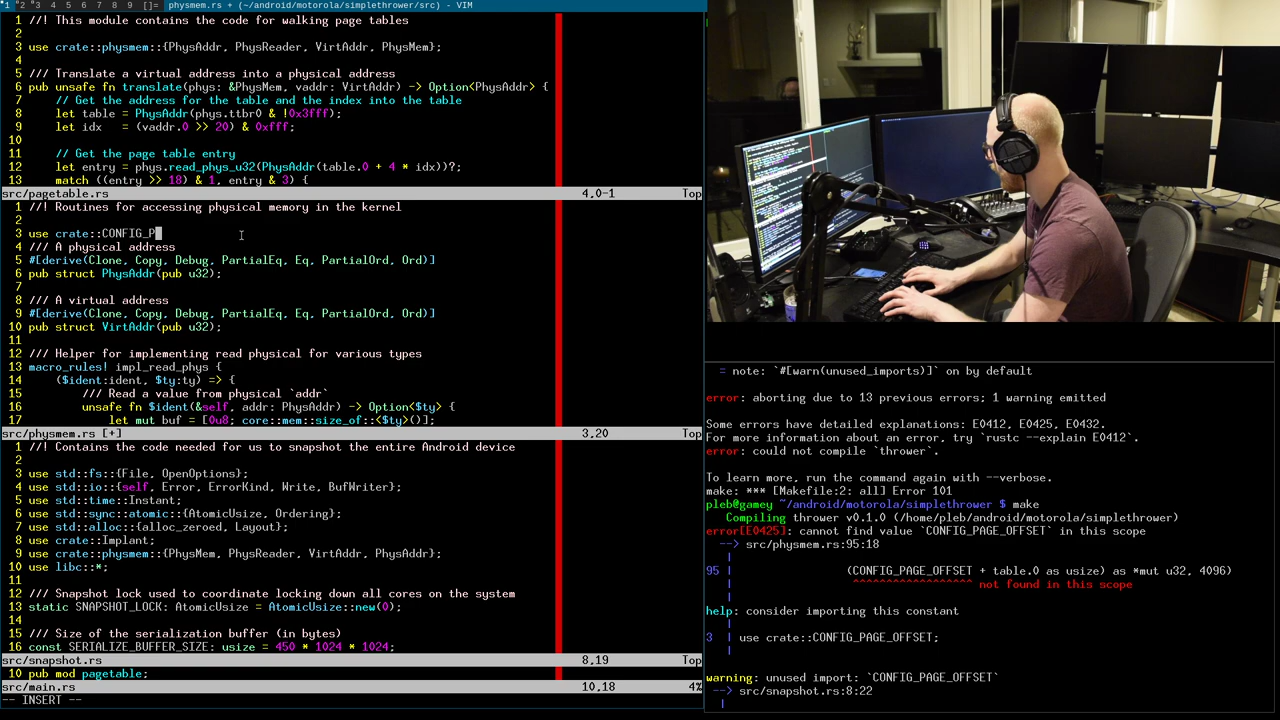 1 2 3 4 5 6 7 8 9 []= physmem.rs + (~/android/motorola/simplethrower/src) - VIM
1 //! This module contains the code for walking page tables
2
3 use crate::physmem::{PhysAddr, PhysReader, VirtAddr, PhysMem};
4
5 /// Translate a virtual address into a physical address
6 pub unsafe fn translate(phys: &PhysMem, vaddr: VirtAddr) -> Option<PhysAddr> {
7 // Get the address for the table and the index into the table
8 let table = PhysAddr(phys.ttbr0 & !0x3fff);
9 let idx   = (vaddr.0 >> 20) & 0xfff;
10
11 // Get the page table entry
12 let entry = phys.read_phys_u32(PhysAddr(table.0 + 4 * idx))?;
13 match ((entry >> 18) & 1, entry & 3) {
src/pagetable.rs 4,0-1 Top
1 //! Routines for accessing physical memory in the kernel
2
3 use crate::CONFIG_P
4 /// A physical address
5 #[derive(Clone, Copy, Debug, PartialEq, Eq, PartialOrd, Ord)]
6 pub struct PhysAddr(pub u32);
7
8 /// A virtual address
9 #[derive(Clone, Copy, Debug, PartialEq, Eq, PartialOrd, Ord)]
10 pub struct VirtAddr(pub u32);
11
12 /// Helper for implementing read physical for various types
13 macro_rules! impl_read_phys {
14 ($ident:ident, $ty:ty) => {
15 /// Read a value from physical `addr`
16 unsafe fn $ident(&self, addr: PhysAddr) -> Option<$ty> {
17 let mut buf = [0u8; core::mem::size_of::<$ty>()];
src/physmem.rs [+] 3,20 Top
1 //! Contains the code needed for us to snapshot the entire Android device
2
3 use std::fs::{File, OpenOptions};
4 use std::io::{self, Error, ErrorKind, Write, BufWriter};
5 use std::time::Instant;
6 use std::sync::atomic::{AtomicUsize, Ordering};
7 use std::alloc::{alloc_zeroed, Layout};
8 use crate::Implant;
9 use crate::physmem::{PhysMem, PhysReader, VirtAddr, PhysAddr};
10 use libc::*;
11
12 /// Snapshot lock used to coordinate locking down all cores on the system
13 static SNAPSHOT_LOCK: AtomicUsize = AtomicUsize::new(0);
14
15 /// Size of the serialization buffer (in bytes)
16 const SERIALIZE_BUFFER_SIZE: usize = 450 * 1024 * 1024;
src/snapshot.rs 8,19 Top
10 pub mod pagetable;
src/main.rs 10,18 4%
-- INSERT --
= note: `#[warn(unused_imports)]` on by default
error: aborting due to 13 previous errors; 1 warning emitted
Some errors have detailed explanations: E0412, E0425, E0432.
For more information about an error, try `rustc --explain E0412`.
error: could not compile `thrower`.
To learn more, run the command again with --verbose.
make: *** [Makefile:2: all] Error 101
pleb@gamey ~/android/motorola/simplethrower $ make
Compiling thrower v0.1.0 (/home/pleb/android/motorola/simplethrower)
error[E0425]: cannot find value `CONFIG_PAGE_OFFSET` in this scope
--> src/physmem.rs:95:18
|
95 | (CONFIG_PAGE_OFFSET + table.0 as usize) as *mut u32, 4096)
| ^^^^^^^^^^^^^^^^^^ not found in this scope
|
help: consider importing this constant
|
3 | use crate::CONFIG_PAGE_OFFSET;
|
warning: unused import: `CONFIG_PAGE_OFFSET`
--> src/snapshot.rs:8:22
|